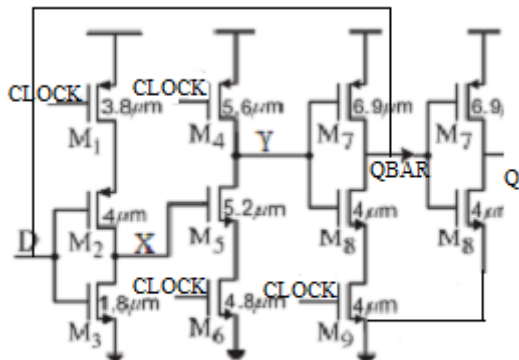 CLOCK
3.8μm
M1
CLOCK
5.6μm
M4
6.9μm
M7
6.9
M7
Y
QBAR
Q
D
4μm
M2
X
5.2μm
M5
4μm
M8
4μm
M8
1.8μm
M3
CLOCK
4.8μm
M6
CLOCK
4μm
M9